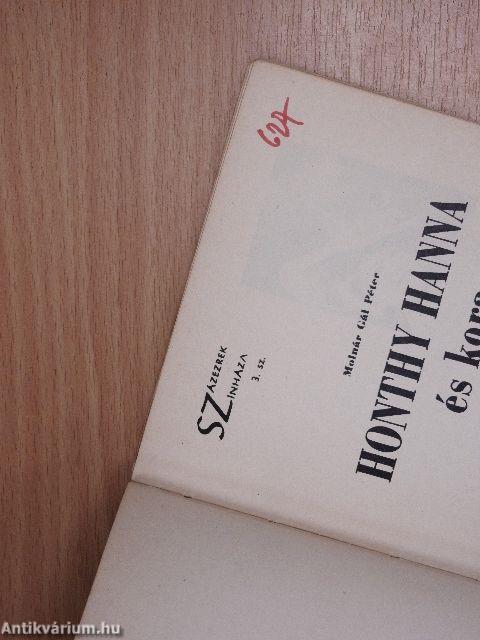 624
SZÁZEZREK
SZÍNHÁZA
3. sz.
Molnár Gál Péter
HONTHY HANNA
és kora
Antikvárium.hu